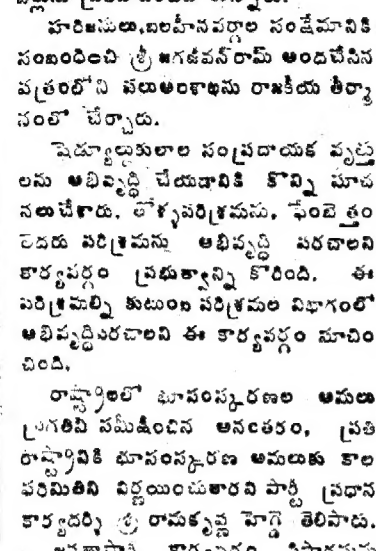 హరిజనులు,బలహీనవర్గాల సంక్షేమానికి
సంబంధించి శ్రీ జగజీవన్‌రామ్ అందచేసిన
పత్రంలోని పలుఅంశాలను రాజకీయ తీర్మా
నంలో చేర్చారు.
షెడ్యూల్డుకులాల సంప్రదాయక వృత్తు
లను అభివృద్ధి చేయడానికి కొన్ని సూచ
నలుచేశారు. తోళ్ళపరిశ్రమను,
లెదరు పరిశ్రమను అభివృద్ధి పరచాలని
కార్యవర్గం ప్రభుత్వాన్ని కోరింది. ఈ
పరిశ్రమల్ని కుటుంబ పరిశ్రమల విభాగంలో
అభివృద్ధిపరచాలని ఈ కార్యవర్గం సూచిం
చింది.
రాష్ట్రాలలో భూసంస్కరణల అమలు
ప్రగతిని సమీక్షించిన అనంతరం, ప్రతి
రాష్ట్రానికి భూసంస్కరణ అమలుకు కాల
పరిమితిని నిర్ణయించుతారని పార్టీ ప్రధాన
కార్యదర్శి శ్రీ రామకృష్ణ హెగ్డె తెలిపారు.